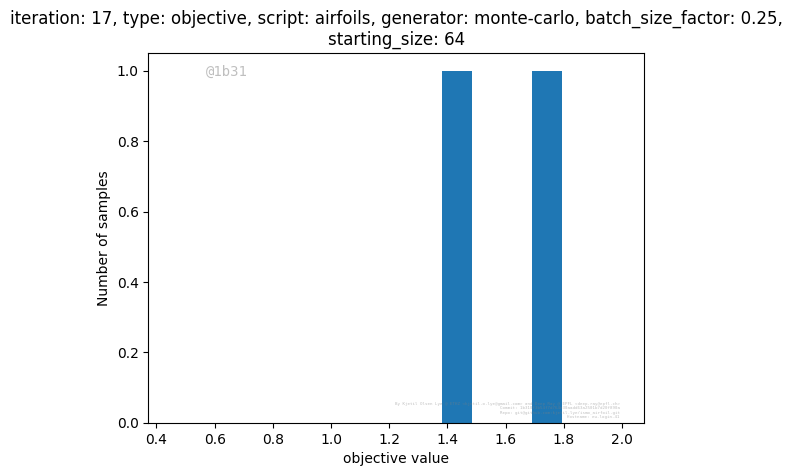 iteration: 17, type: objective, script: airfoils, generator: monte-carlo, batch_size_factor: 0.25,
starting_size: 64
@1b31
1.0
0.8
0.6
0.4
0.2
0.0
Number of samples
0.4 0.6 0.8 1.0 1.2 1.4 1.6 1.8 2.0
objective value